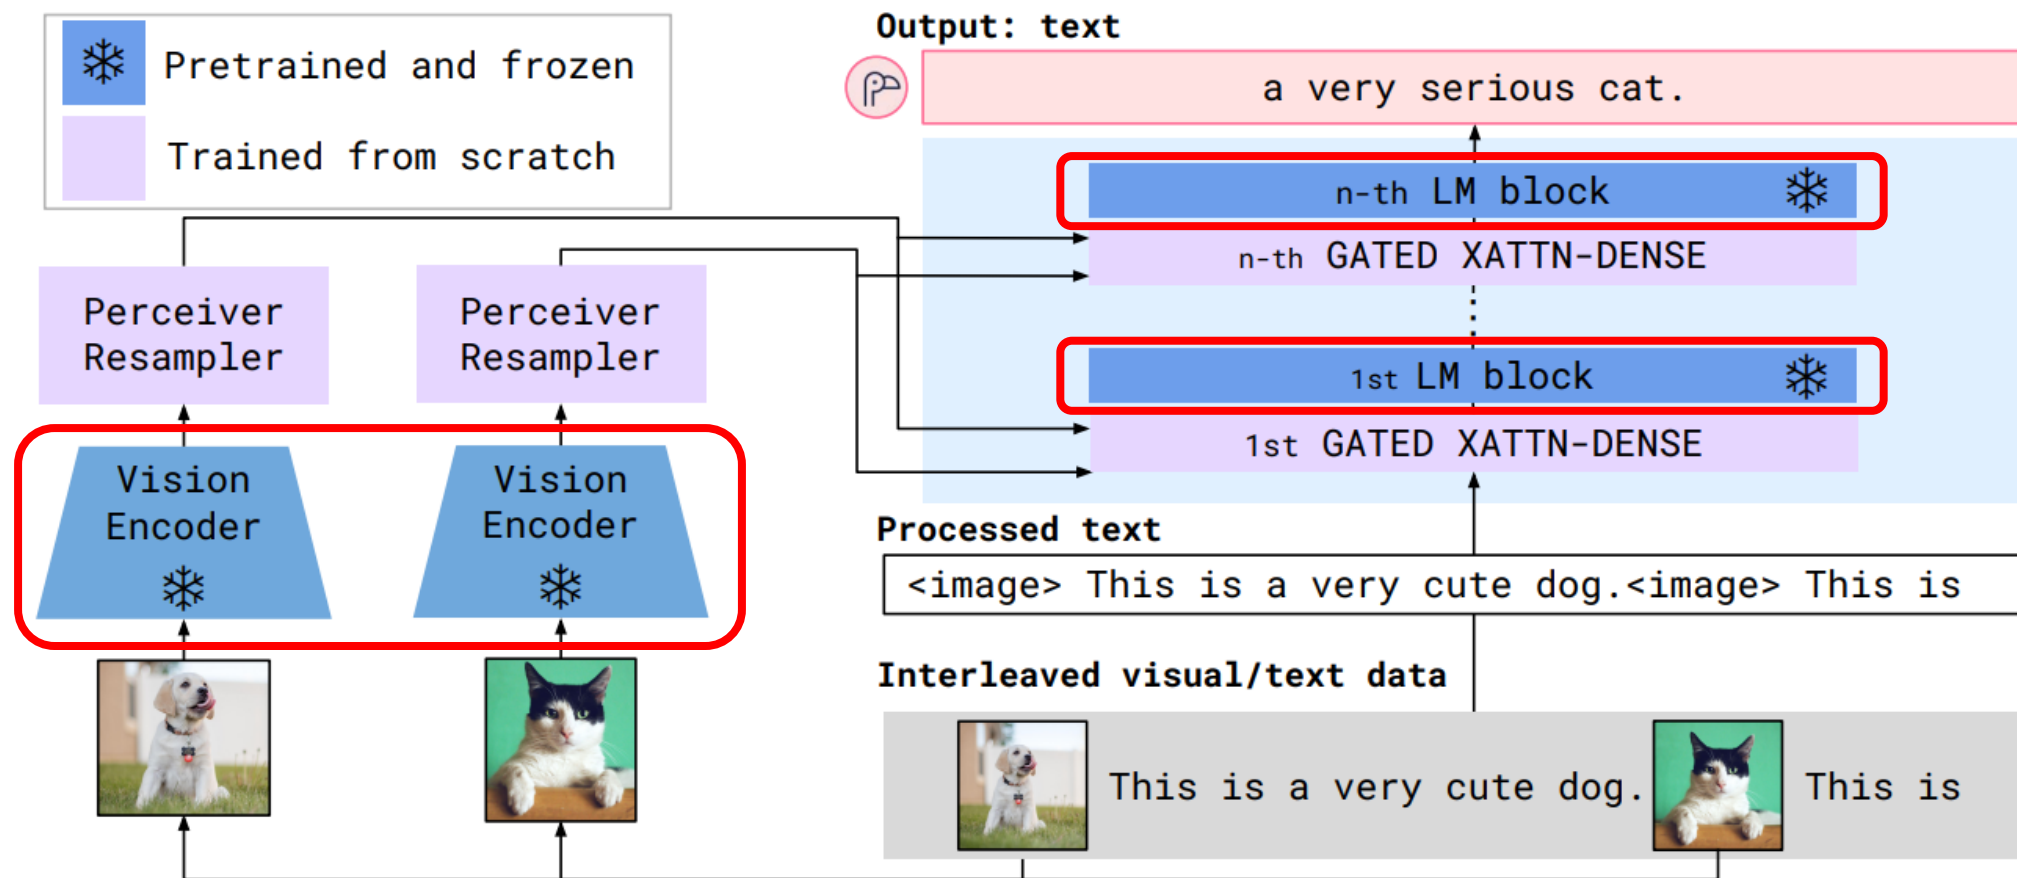 Pretrained and frozen
Trained from scratch
Perceiver
Resampler
Perceiver
Resampler
Vision
Encoder
Vision
Encoder
Output: text
a very serious cat.
n-th LM block
n-th GATED XATTN-DENSE
1st LM block
1st GATED XATTN-DENSE
Processed text
<image> This is a very cute dog.<image> This is
Interleaved visual/text data
This is a very cute dog. This is